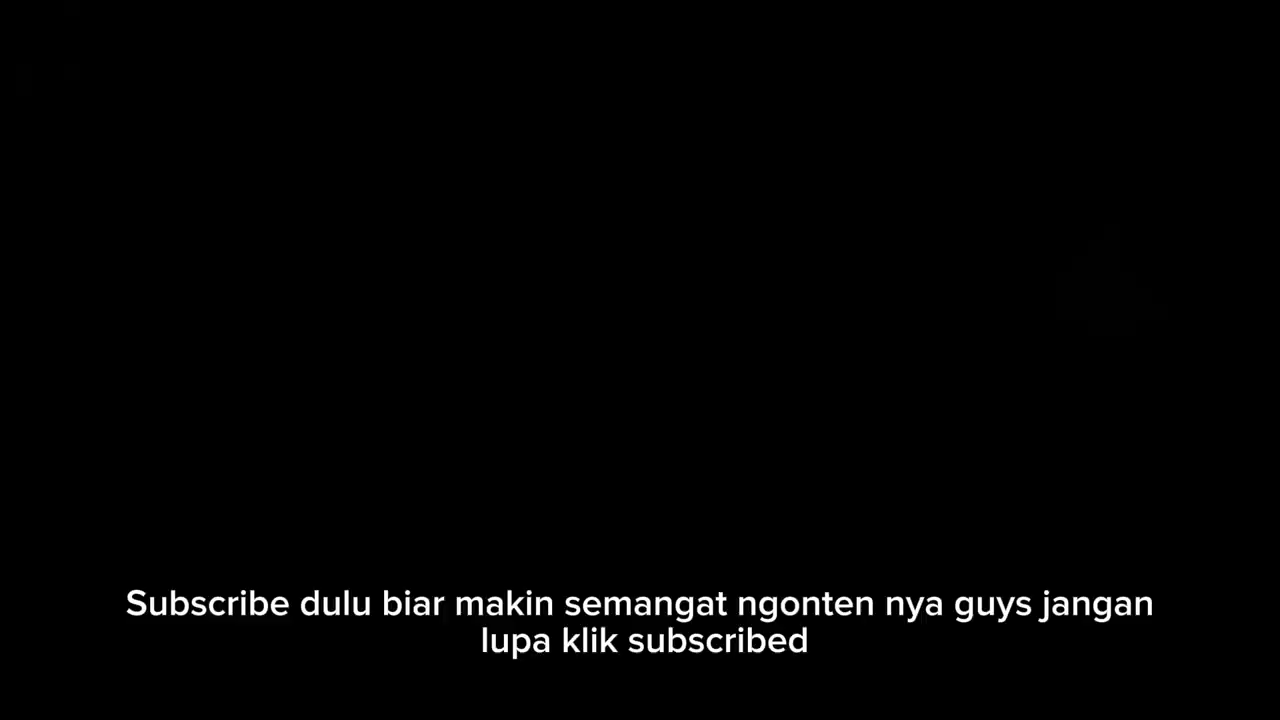 Subscribe dulu biar makin semangat ngonten nya guys jangan
lupa klik subscribed